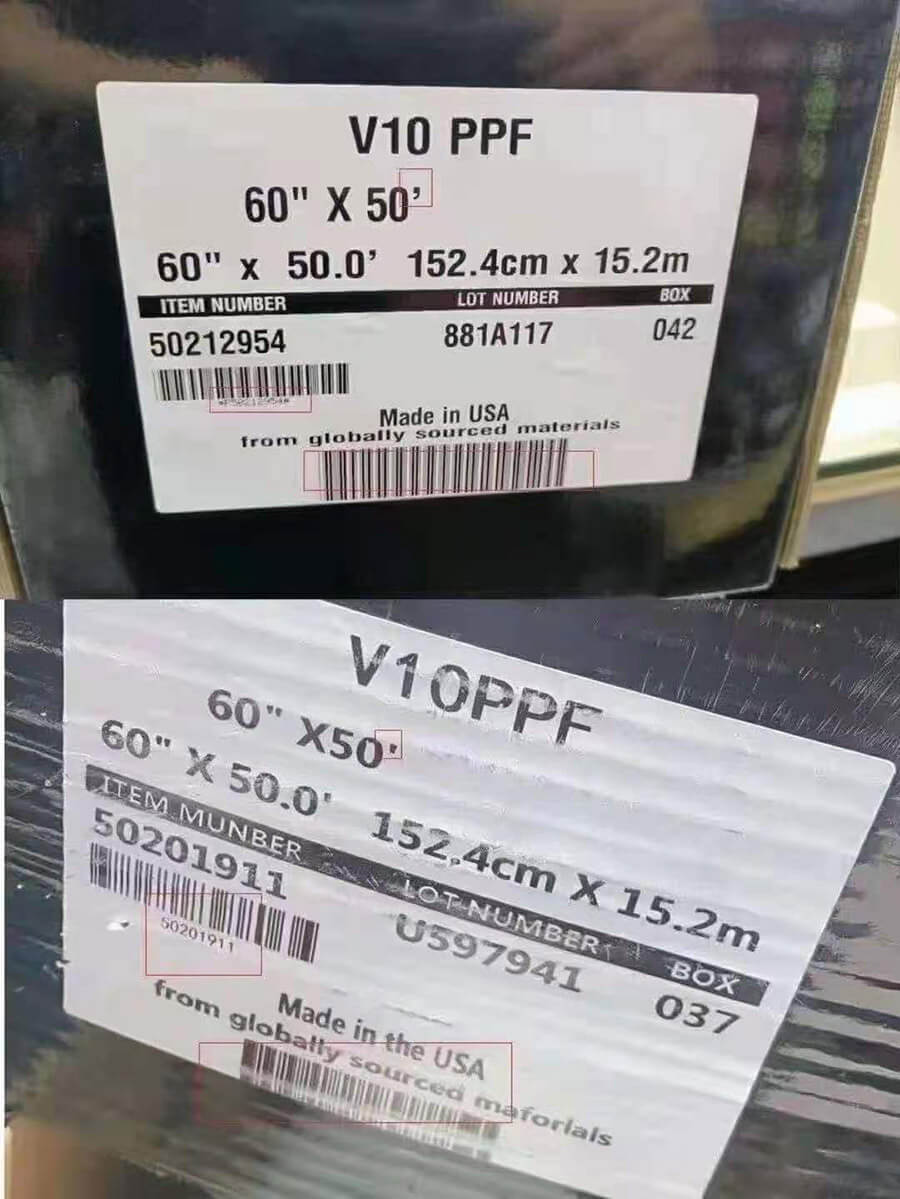 V10 PPF
60" X 50’
60" x 50.0’ 152.4cm x 15.2m
ITEM NUMBER LOT NUMBER BOX
50212954 881A117 042
*P50212954*
Made in USA
from globally sourced materials
V10PPF
60" X50'
60" X 50.0' 152.4cm X 15.2m
ITEM MUNBER LOT NUMBER BOX
50201911 U597941 037
50201911
Made in the USA
from globally sourced maforlals